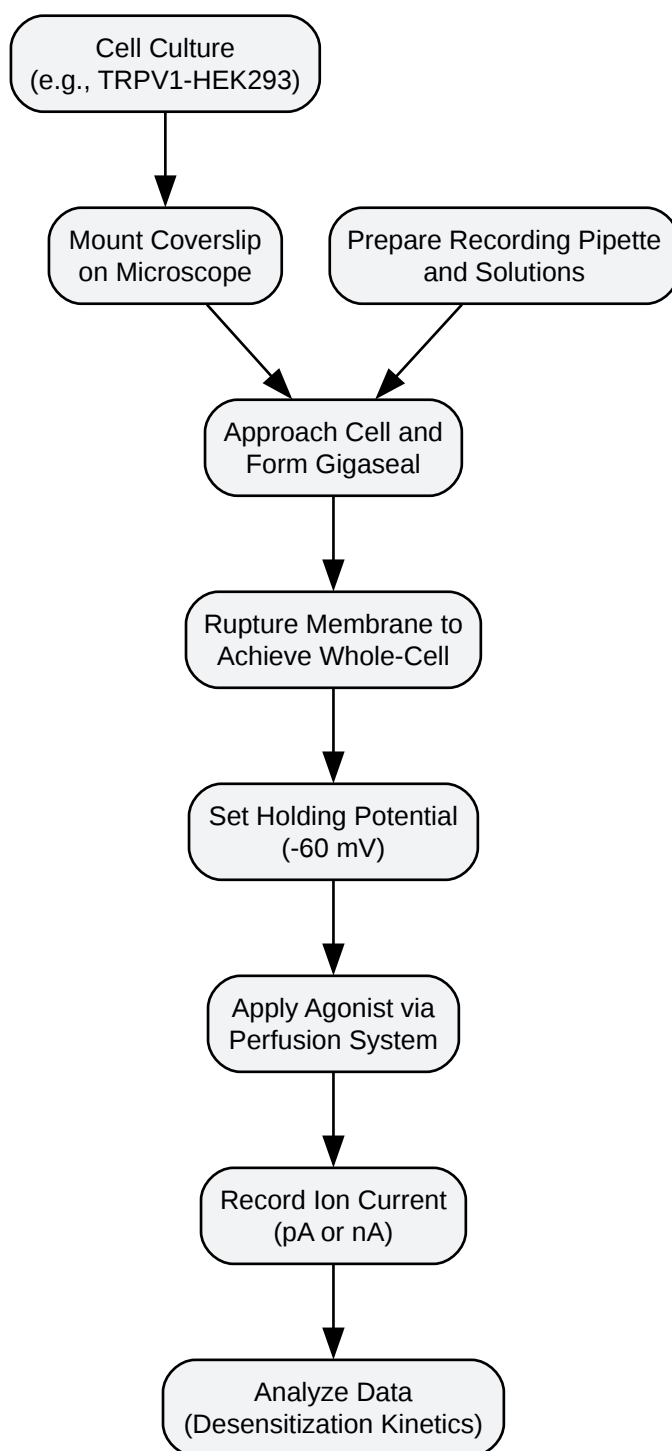 Cell Culture
(e.g., TRPV1-HEK293)
Mount Coverslip
on Microscope
Prepare Recording Pipette
and Solutions
Approach Cell and
Form Gigaseal
Rupture Membrane to
Achieve Whole-Cell
Set Holding Potential
(-60 mV)
Apply Agonist via
Perfusion System
Record Ion Current
(pA or nA)
Analyze Data
(Desensitization Kinetics)